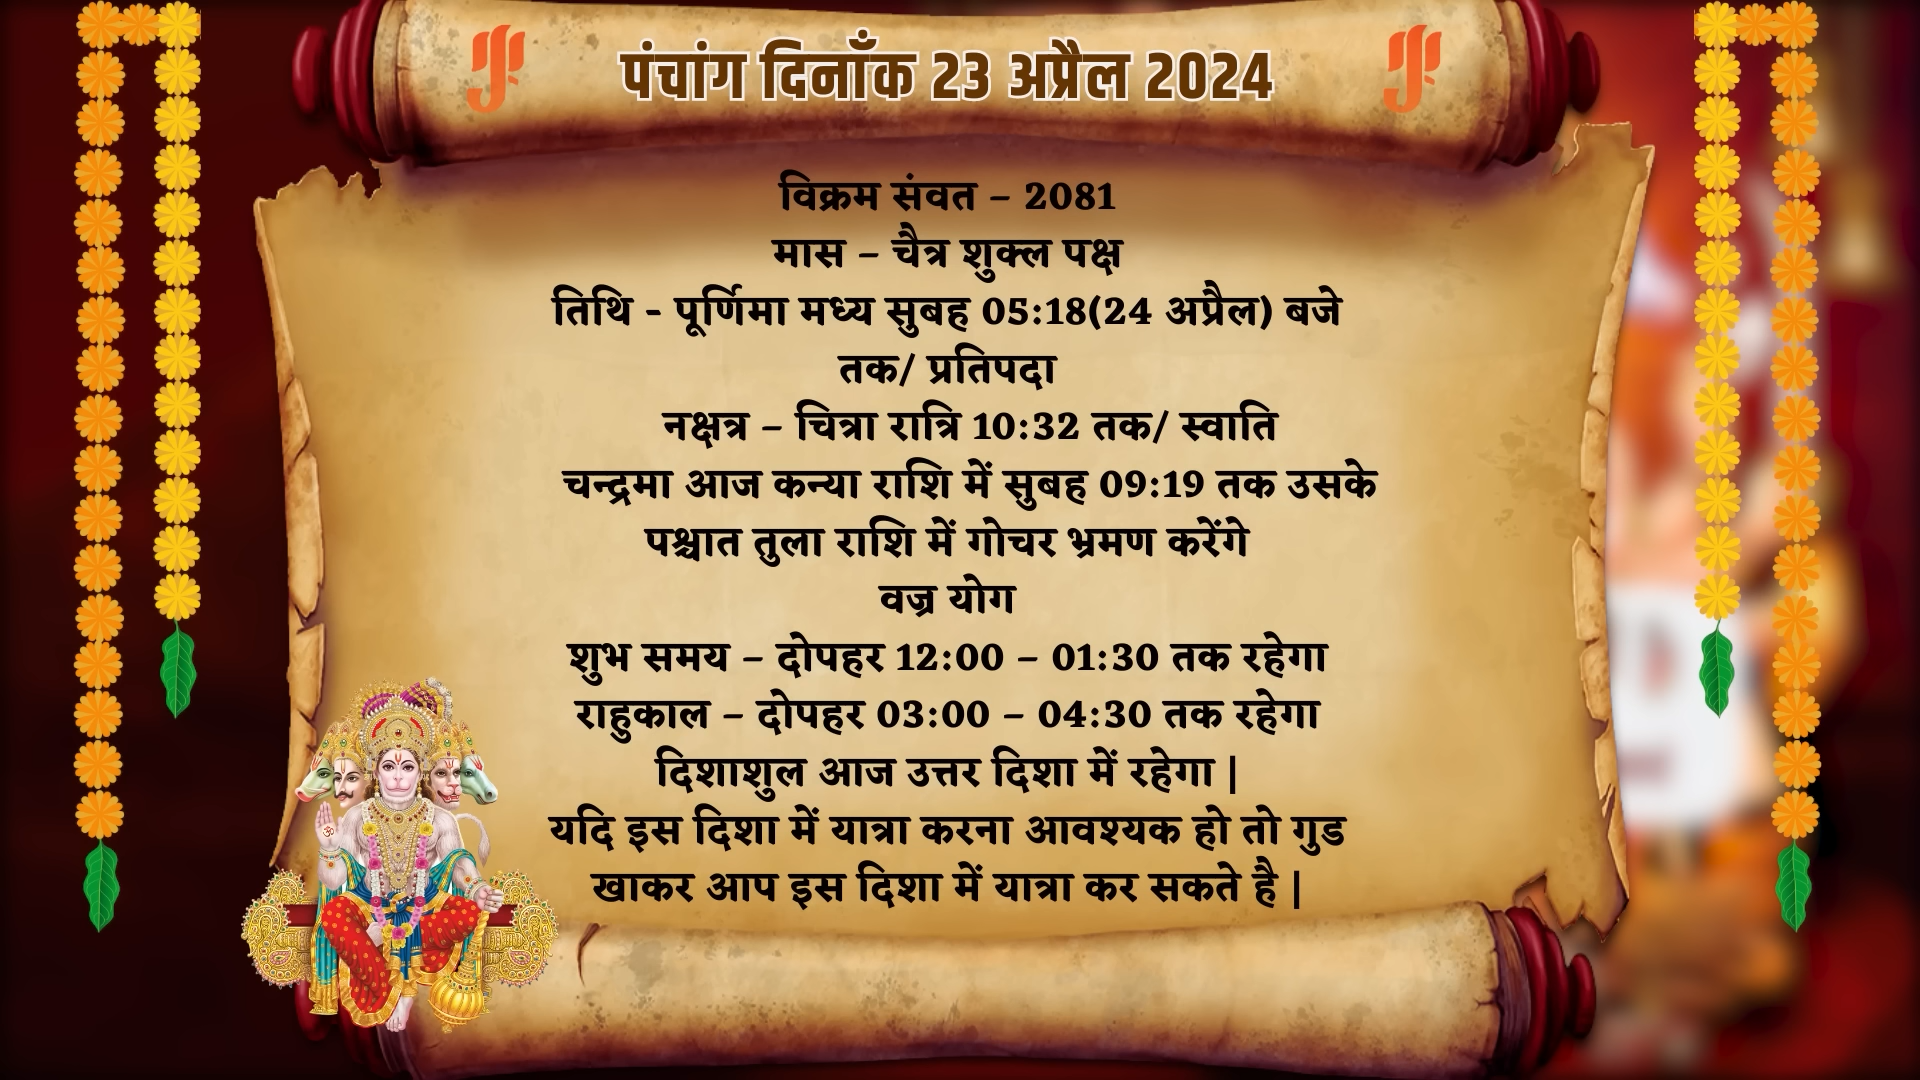 पंचांग दिनाँक 23 अप्रैल 2024
विक्रम संवत – 2081
मास – चैत्र शुक्ल पक्ष
तिथि - पूर्णिमा मध्य सुबह 05:18(24 अप्रैल) बजे
तक/ प्रतिपदा
नक्षत्र – चित्रा रात्रि 10:32 तक/ स्वाति
चन्द्रमा आज कन्या राशि में सुबह 09:19 तक उसके
पश्चात तुला राशि में गोचर भ्रमण करेंगे
वज्र योग
शुभ समय – दोपहर 12:00 – 01:30 तक रहेगा
राहुकाल – दोपहर 03:00 – 04:30 तक रहेगा
दिशाशुल आज उत्तर दिशा में रहेगा |
यदि इस दिशा में यात्रा करना आवश्यक हो तो गुड
खाकर आप इस दिशा में यात्रा कर सकते है |